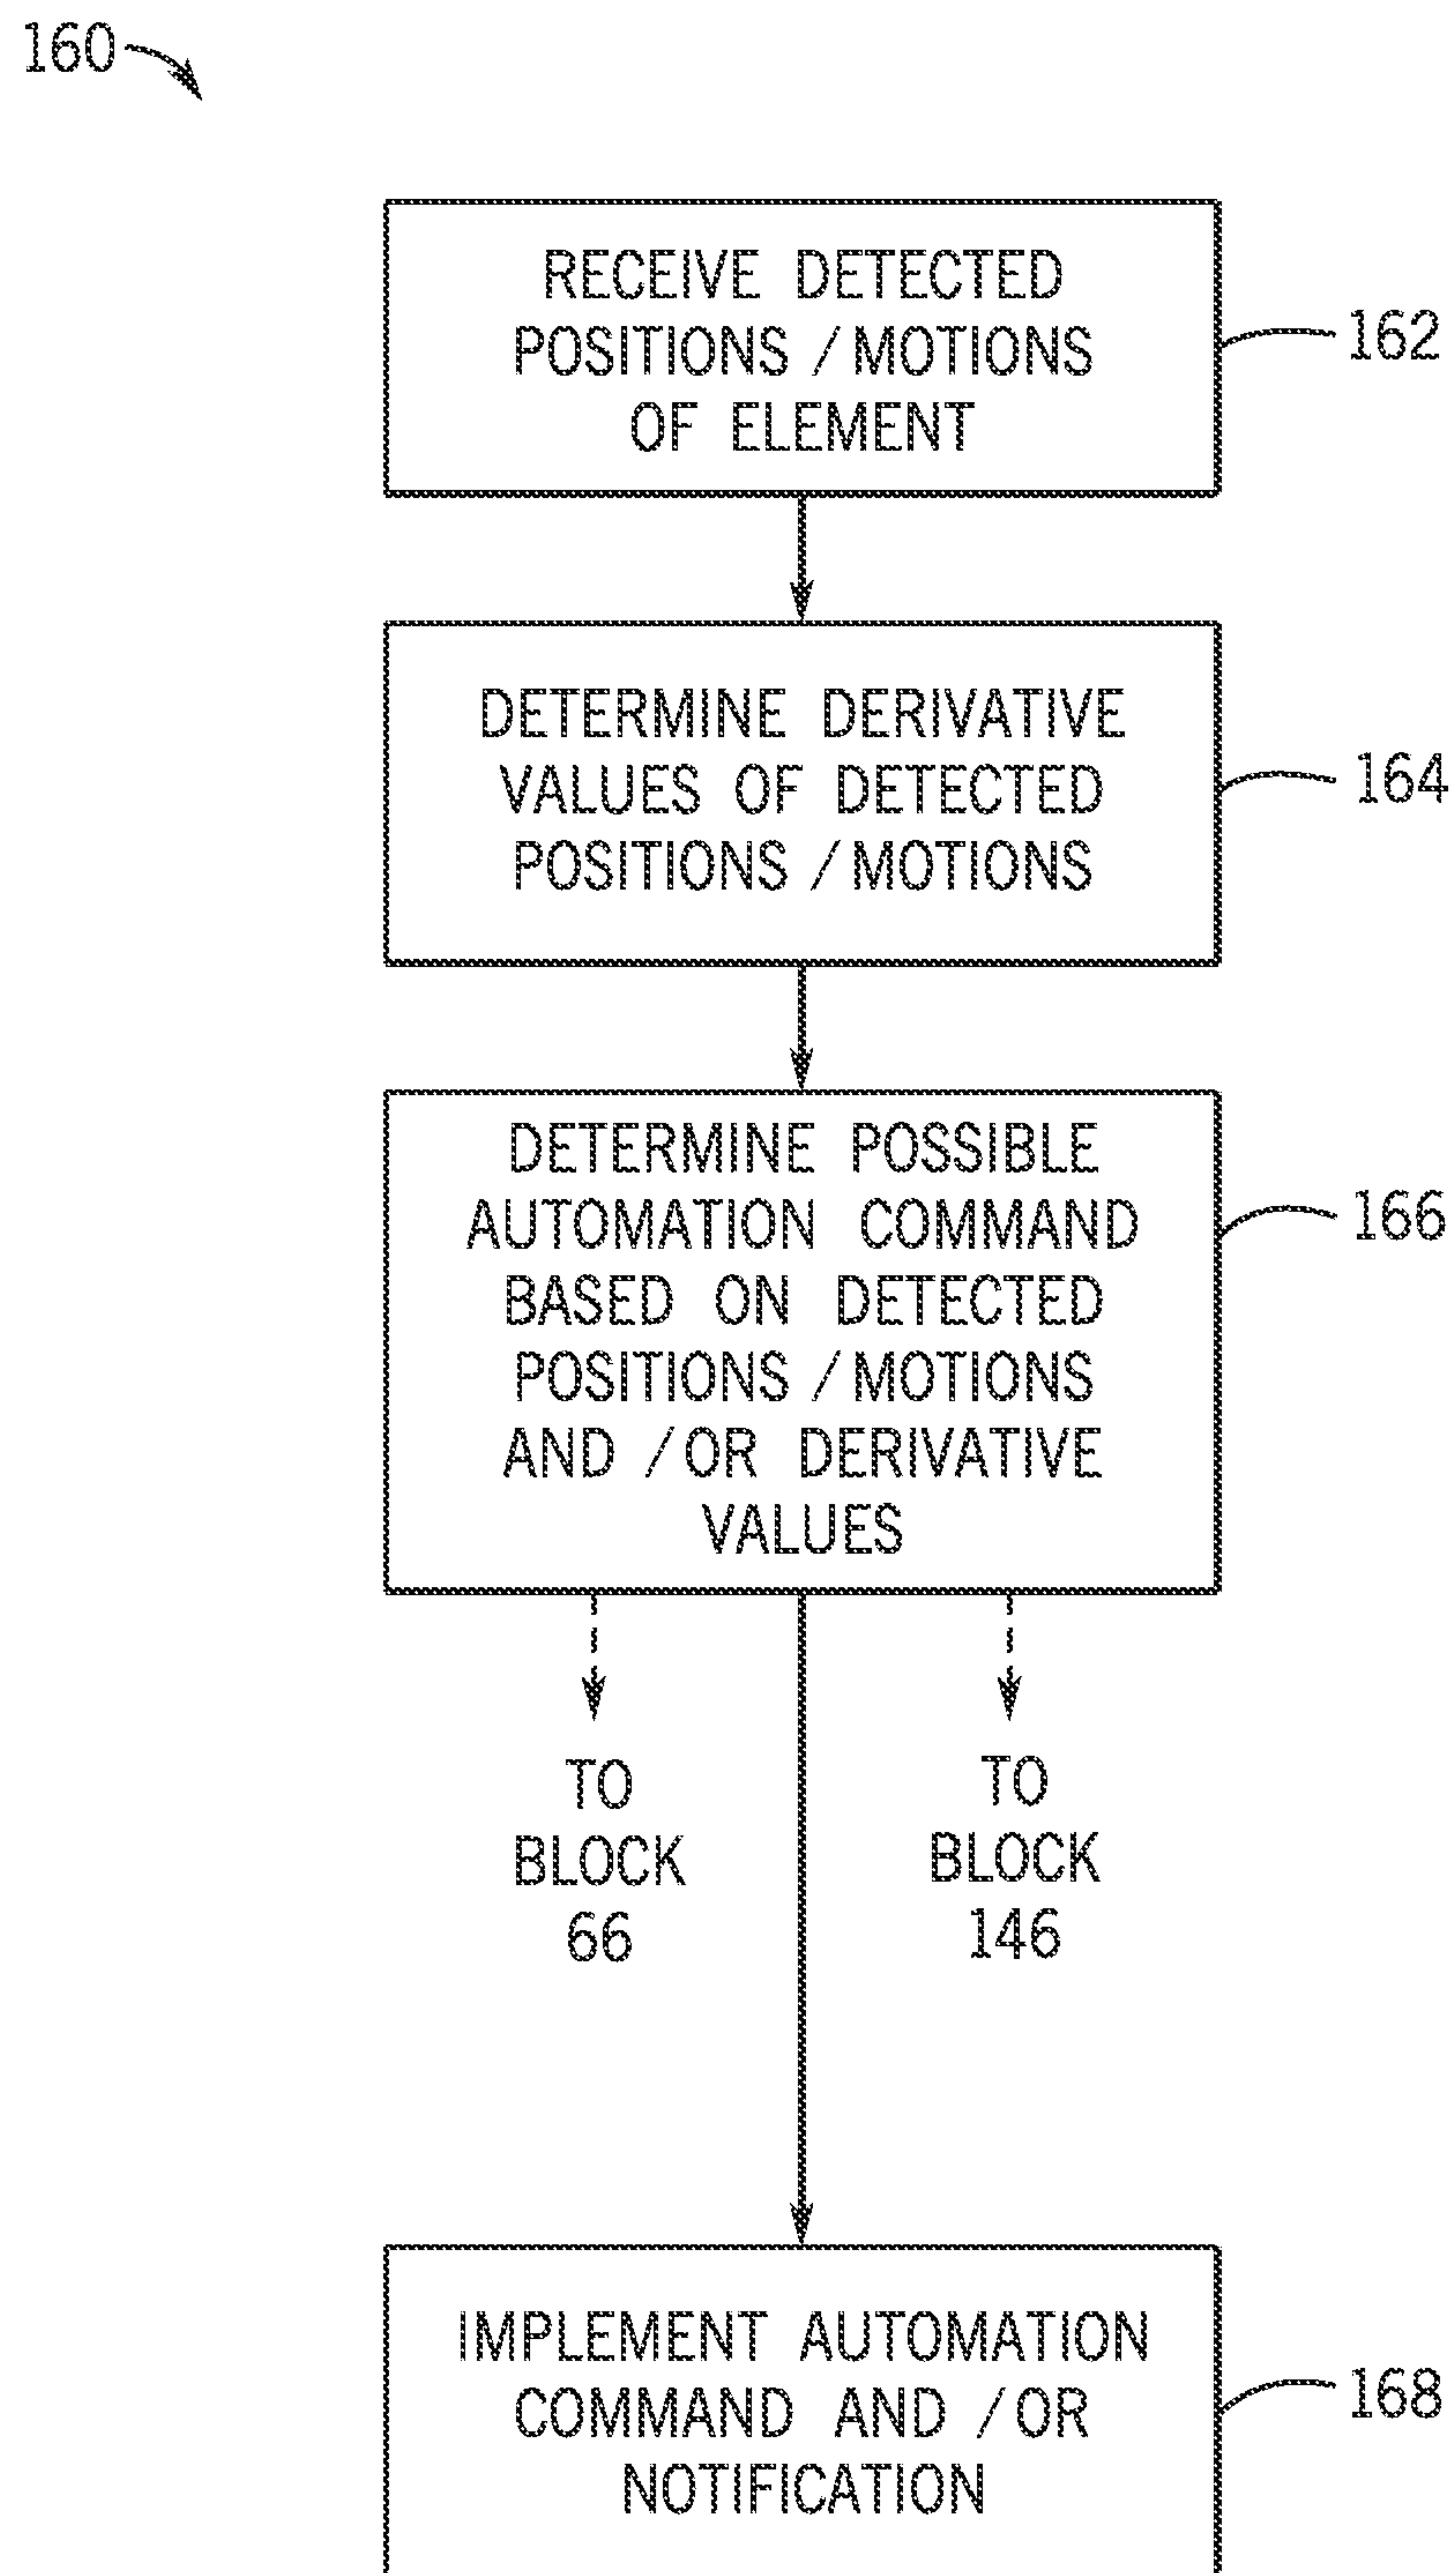 160
RECEIVE DETECTED
POSITIONS / MOTIONS
OF ELEMENT
162
DETERMINE DERIVATIVE
VALUES OF DETECTED
POSITIONS / MOTIONS
164
DETERMINE POSSIBLE
AUTOMATION COMMAND
BASED ON DETECTED
POSITIONS / MOTIONS
AND / OR DERIVATIVE
VALUES
166
TO
BLOCK
66
TO
BLOCK
146
IMPLEMENT AUTOMATION
COMMAND AND / OR
NOTIFICATION
168